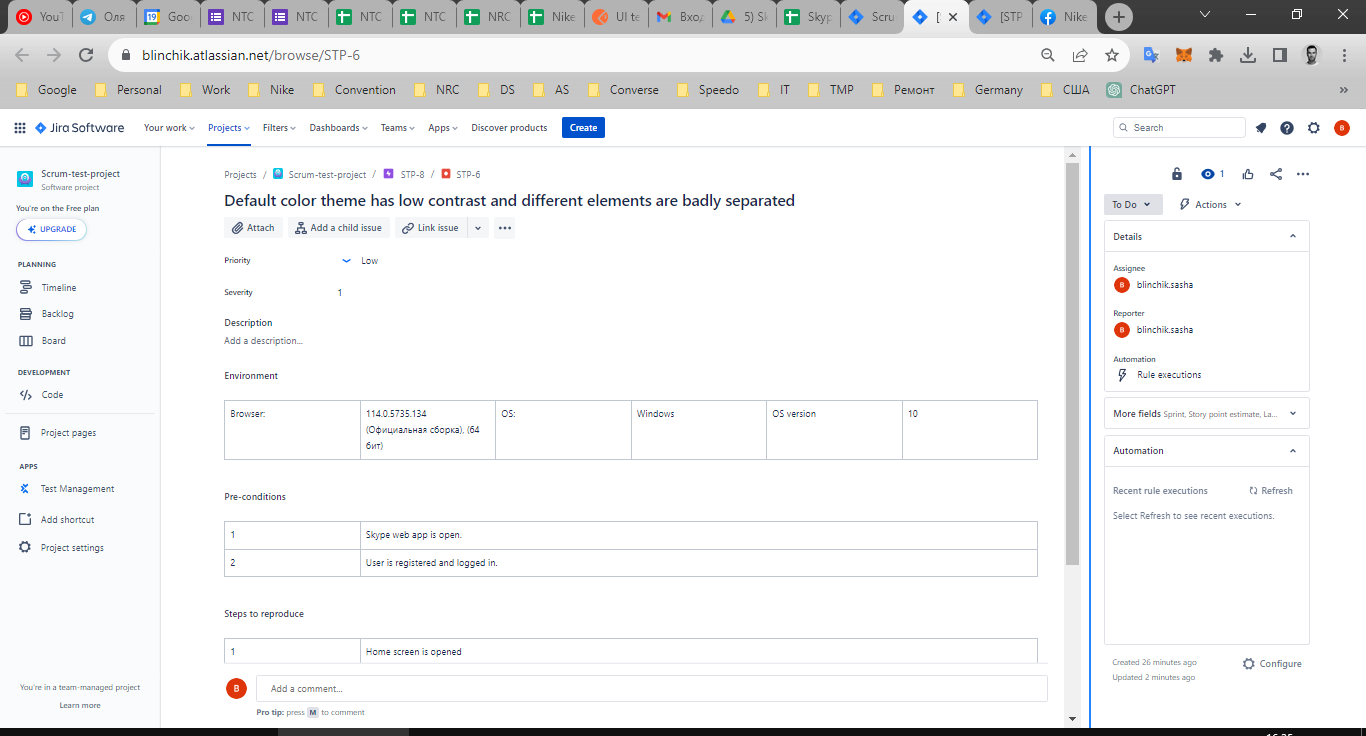 YouT
Оля
Goo
NTC
NTC
NTC
NTC
NRC
Nike
UI te
Вход
5) Sk
Skyp
Scru
[
[STP
Nike
blinchik.atlassian.net/browse/STP-6
Google Personal Work Nike Convention NRC DS AS Converse Speedo IT TMP Ремонт Germany США ChatGPT »
Jira Software Your work Projects Filters Dashboards Teams Apps Discover products Create Search B
Scrum-test-project
Software project
You're on the Free plan
UPGRADE
PLANNING
Timeline
Backlog
Board
DEVELOPMENT
Code
Project pages
APPS
Test Management
Add shortcut
Project settings
You're in a team-managed project
Learn more
Projects / Scrum-test-project / STP-8 / STP-6
Default color theme has low contrast and different elements are badly separated
Attach Add a child issue Link issue
Priority Low
Severity 1
Description
Add a description...
Environment
Browser: 114.0.5735.134 OS: Windows OS version 10
(Официальная сборка), (64
бит)
Pre-conditions
1 Skype web app is open.
2 User is registered and logged in.
Steps to reproduce
1 Home screen is opened
B Add a comment...
Pro tip: press M to comment
1
To Do Actions
Details
Assignee
B blinchik.sasha
Reporter
B blinchik.sasha
Automation
Rule executions
More fields Sprint, Story point estimate, La...
Automation
Recent rule executions Refresh
Select Refresh to see recent executions.
Created 26 minutes ago Configure
Updated 2 minutes ago